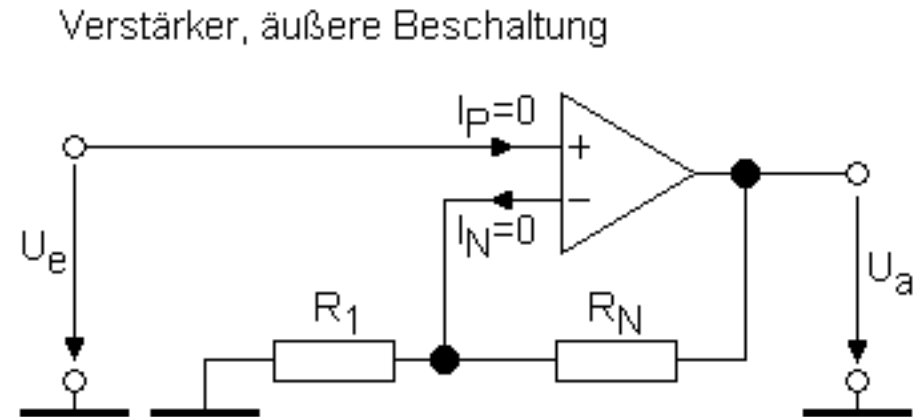 Verstärker, äußere Beschaltung
IP=0
+
−
IN=0
Ue
Ua
R1
RN